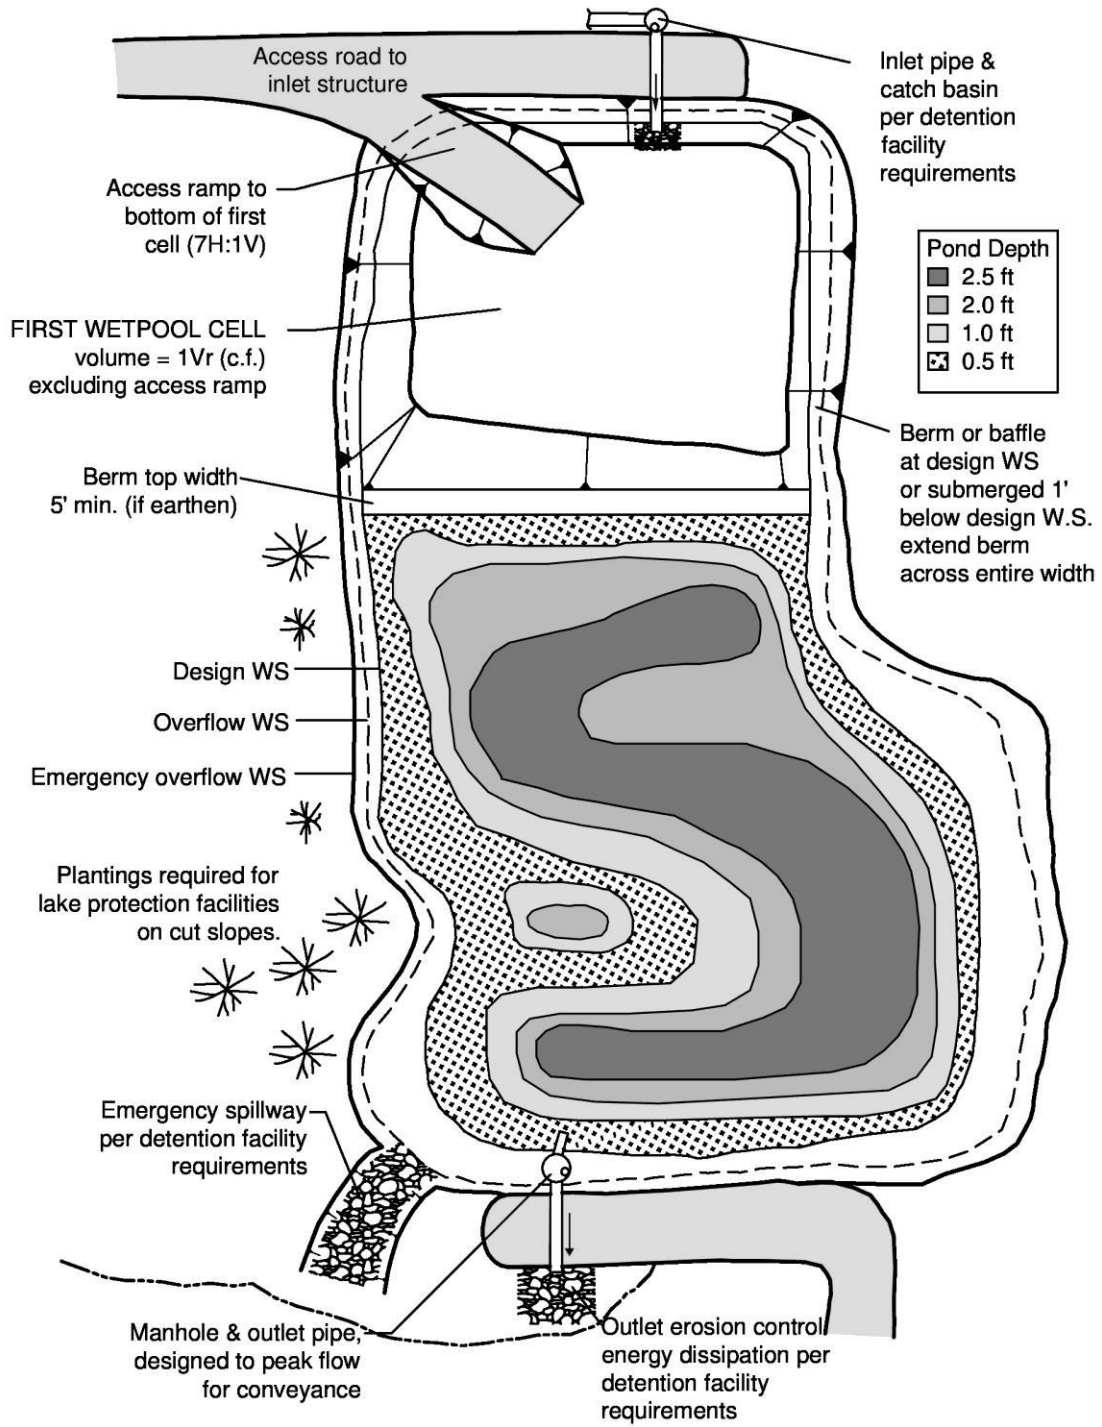 Access road to
inlet structure
Inlet pipe &
catch basin
per detention
facility
requirements
Access ramp to
bottom of first
cell (7H:1V)
Pond Depth
2.5 ft
2.0 ft
1.0 ft
0.5 ft
FIRST WETPOOL CELL
volume = 1Vr (c.f.)
excluding access ramp
Berm or baffle
at design WS
or submerged 1'
below design W.S.
extend berm
across entire width
Berm top width
5' min. (if earthen)
Design WS
Overflow WS
Emergency overflow WS
Plantings required for
lake protection facilities
on cut slopes.
Emergency spillway
per detention facility
requirements
Manhole & outlet pipe,
designed to peak flow
for conveyance
Outlet erosion control
energy dissipation per
detention facility
requirements